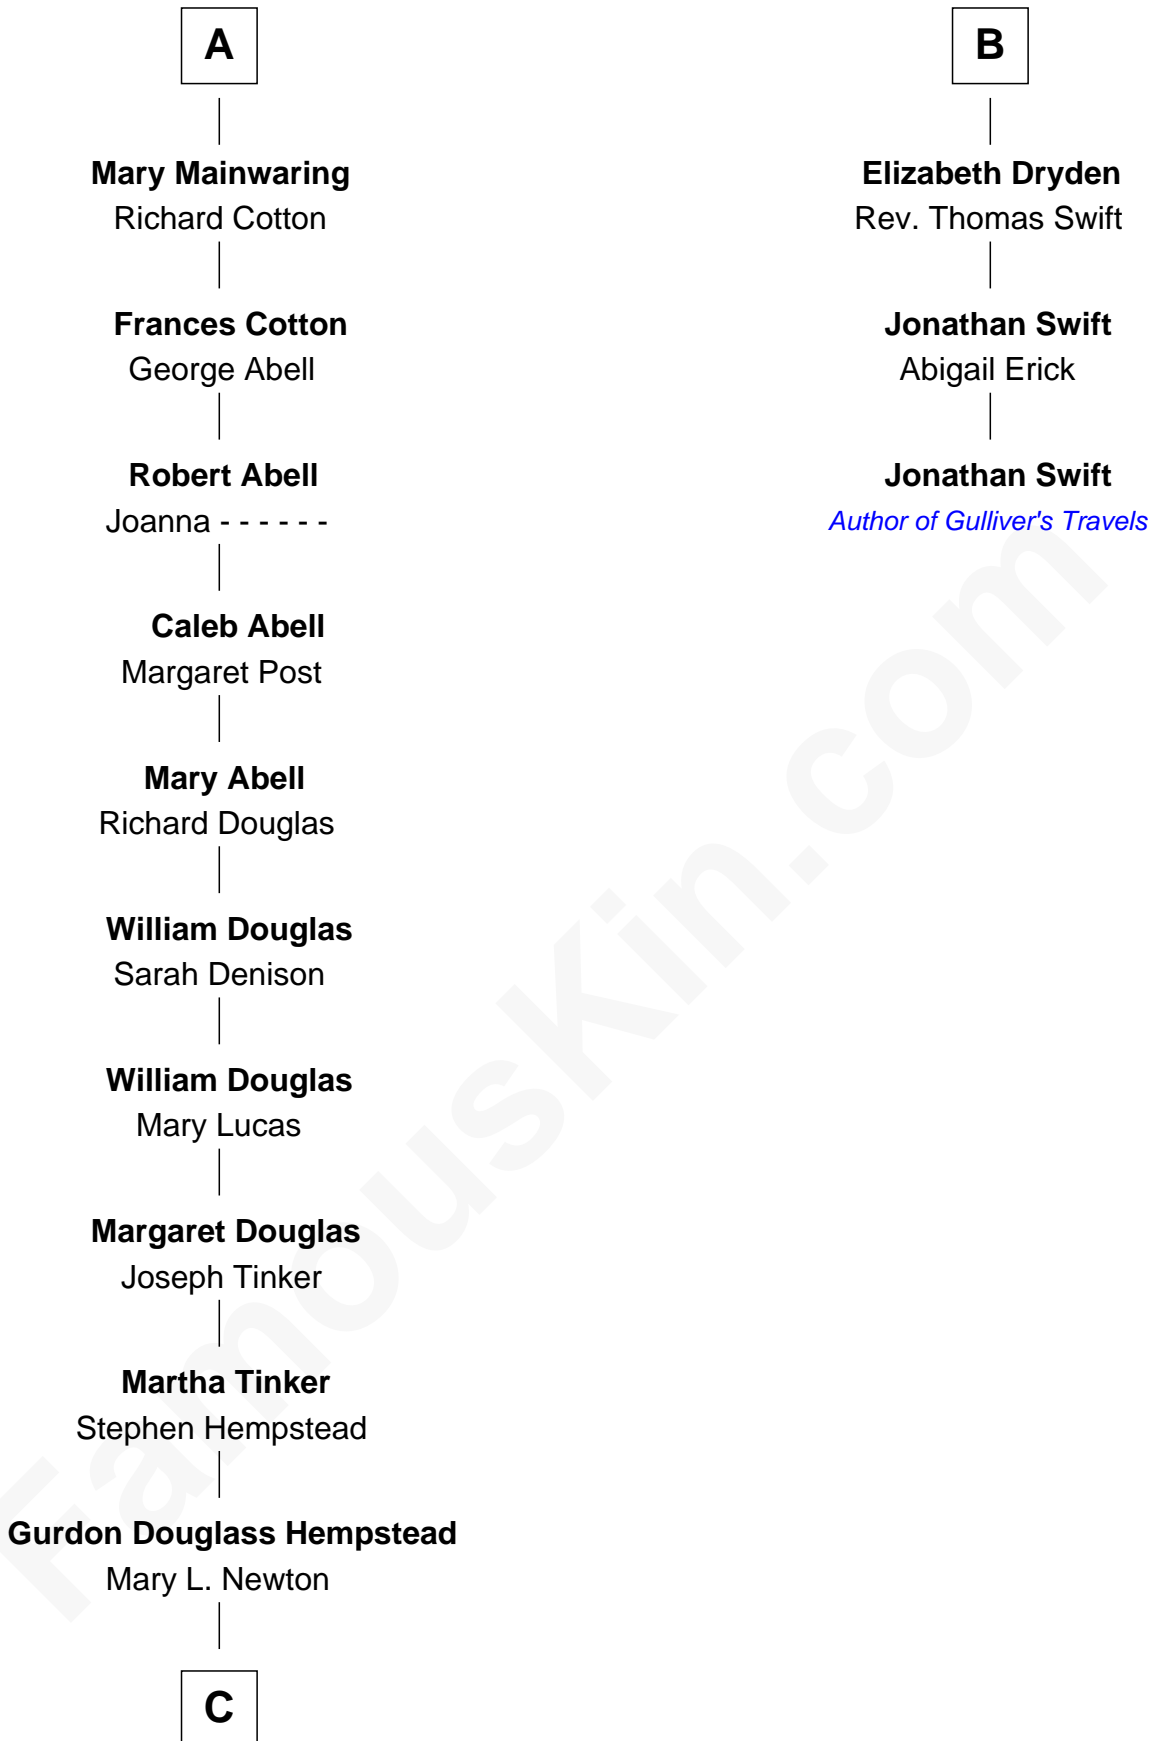 A
Mary Mainwaring
Richard Cotton
Frances Cotton
George Abell
Robert Abell
Joanna - - - - - -
Caleb Abell
Margaret Post
Mary Abell
Richard Douglas
William Douglas
Sarah Denison
William Douglas
Mary Lucas
Margaret Douglas
Joseph Tinker
Martha Tinker
Stephen Hempstead
Gurdon Douglass Hempstead
Mary L. Newton
C
B
Elizabeth Dryden
Rev. Thomas Swift
Jonathan Swift
Abigail Erick
Jonathan Swift
Author of Gulliver's Travels
FamousKin.com